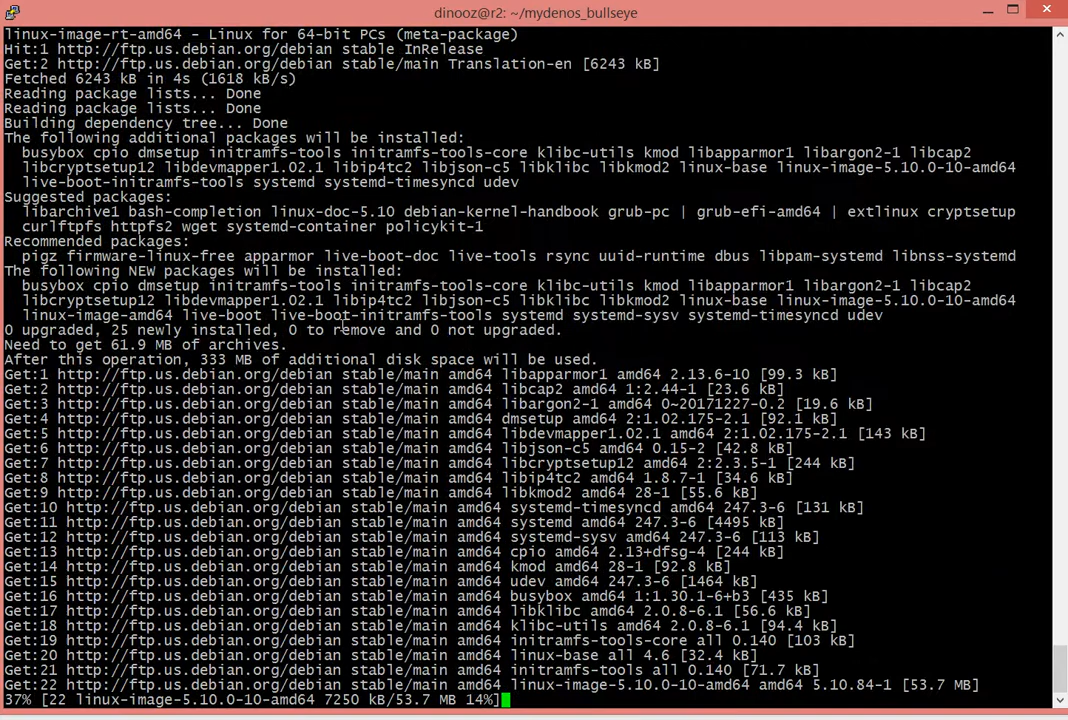 dinooz@r2: ~/mydenos_bullseye
linux-image-rt-amd64 - Linux for 64-bit PCs (meta-package)
Hit:1 http://ftp.us.debian.org/debian stable InRelease
Get:2 http://ftp.us.debian.org/debian stable/main Translation-en [6243 kB]
Fetched 6243 kB in 4s (1618 kB/s)
Reading package lists... Done
Reading package lists... Done
Building dependency tree... Done
The following additional packages will be installed:
busybox cpio dmsetup initramfs-tools initramfs-tools-core klibc-utils kmod libapparmor1 libargon2-1 libcap2
libcryptsetup12 libdevmapper1.02.1 libip4tc2 libjson-c5 libklibc libkmod2 linux-base linux-image-5.10.0-10-amd64
live-boot-initramfs-tools systemd systemd-timesyncd udev
Suggested packages:
libarchive1 bash-completion linux-doc-5.10 debian-kernel-handbook grub-pc | grub-efi-amd64 | extlinux cryptsetup
curlftpfs httpfs2 wget systemd-container policykit-1
Recommended packages:
pigz firmware-linux-free apparmor live-boot-doc live-tools rsync uuid-runtime dbus libpam-systemd libnss-systemd
The following NEW packages will be installed:
busybox cpio dmsetup initramfs-tools initramfs-tools-core klibc-utils kmod libapparmor1 libargon2-1 libcap2
libcryptsetup12 libdevmapper1.02.1 libip4tc2 libjson-c5 libklibc libkmod2 linux-base linux-image-5.10.0-10-amd64
linux-image-amd64 live-boot live-boot-initramfs-tools systemd systemd-sysv systemd-timesyncd udev
0 upgraded, 25 newly installed, 0 to remove and 0 not upgraded.
Need to get 61.9 MB of archives.
After this operation, 333 MB of additional disk space will be used.
Get:1 http://ftp.us.debian.org/debian stable/main amd64 libapparmor1 amd64 2.13.6-10 [99.3 kB]
Get:2 http://ftp.us.debian.org/debian stable/main amd64 libcap2 amd64 1:2.44-1 [23.6 kB]
Get:3 http://ftp.us.debian.org/debian stable/main amd64 libargon2-1 amd64 0~20171227-0.2 [19.6 kB]
Get:4 http://ftp.us.debian.org/debian stable/main amd64 dmsetup amd64 2:1.02.175-2.1 [92.1 kB]
Get:5 http://ftp.us.debian.org/debian stable/main amd64 libdevmapper1.02.1 amd64 2:1.02.175-2.1 [143 kB]
Get:6 http://ftp.us.debian.org/debian stable/main amd64 libjson-c5 amd64 0.15-2 [42.8 kB]
Get:7 http://ftp.us.debian.org/debian stable/main amd64 libcryptsetup12 amd64 2:2.3.5-1 [244 kB]
Get:8 http://ftp.us.debian.org/debian stable/main amd64 libip4tc2 amd64 1.8.7-1 [34.6 kB]
Get:9 http://ftp.us.debian.org/debian stable/main amd64 libkmod2 amd64 28-1 [55.6 kB]
Get:10 http://ftp.us.debian.org/debian stable/main amd64 systemd-timesyncd amd64 247.3-6 [131 kB]
Get:11 http://ftp.us.debian.org/debian stable/main amd64 systemd amd64 247.3-6 [4495 kB]
Get:12 http://ftp.us.debian.org/debian stable/main amd64 systemd-sysv amd64 247.3-6 [113 kB]
Get:13 http://ftp.us.debian.org/debian stable/main amd64 cpio amd64 2.13+dfsg-4 [244 kB]
Get:14 http://ftp.us.debian.org/debian stable/main amd64 kmod amd64 28-1 [92.8 kB]
Get:15 http://ftp.us.debian.org/debian stable/main amd64 udev amd64 247.3-6 [1464 kB]
Get:16 http://ftp.us.debian.org/debian stable/main amd64 busybox amd64 1:1.30.1-6+b3 [435 kB]
Get:17 http://ftp.us.debian.org/debian stable/main amd64 libklibc amd64 2.0.8-6.1 [56.6 kB]
Get:18 http://ftp.us.debian.org/debian stable/main amd64 klibc-utils amd64 2.0.8-6.1 [94.4 kB]
Get:19 http://ftp.us.debian.org/debian stable/main amd64 initramfs-tools-core all 0.140 [103 kB]
Get:20 http://ftp.us.debian.org/debian stable/main amd64 linux-base all 4.6 [32.4 kB]
Get:21 http://ftp.us.debian.org/debian stable/main amd64 initramfs-tools all 0.140 [71.7 kB]
Get:22 http://ftp.us.debian.org/debian stable/main amd64 linux-image-5.10.0-10-amd64 amd64 5.10.84-1 [53.7 MB]
37% [22 linux-image-5.10.0-10-amd64 7250 kB/53.7 MB 14%]